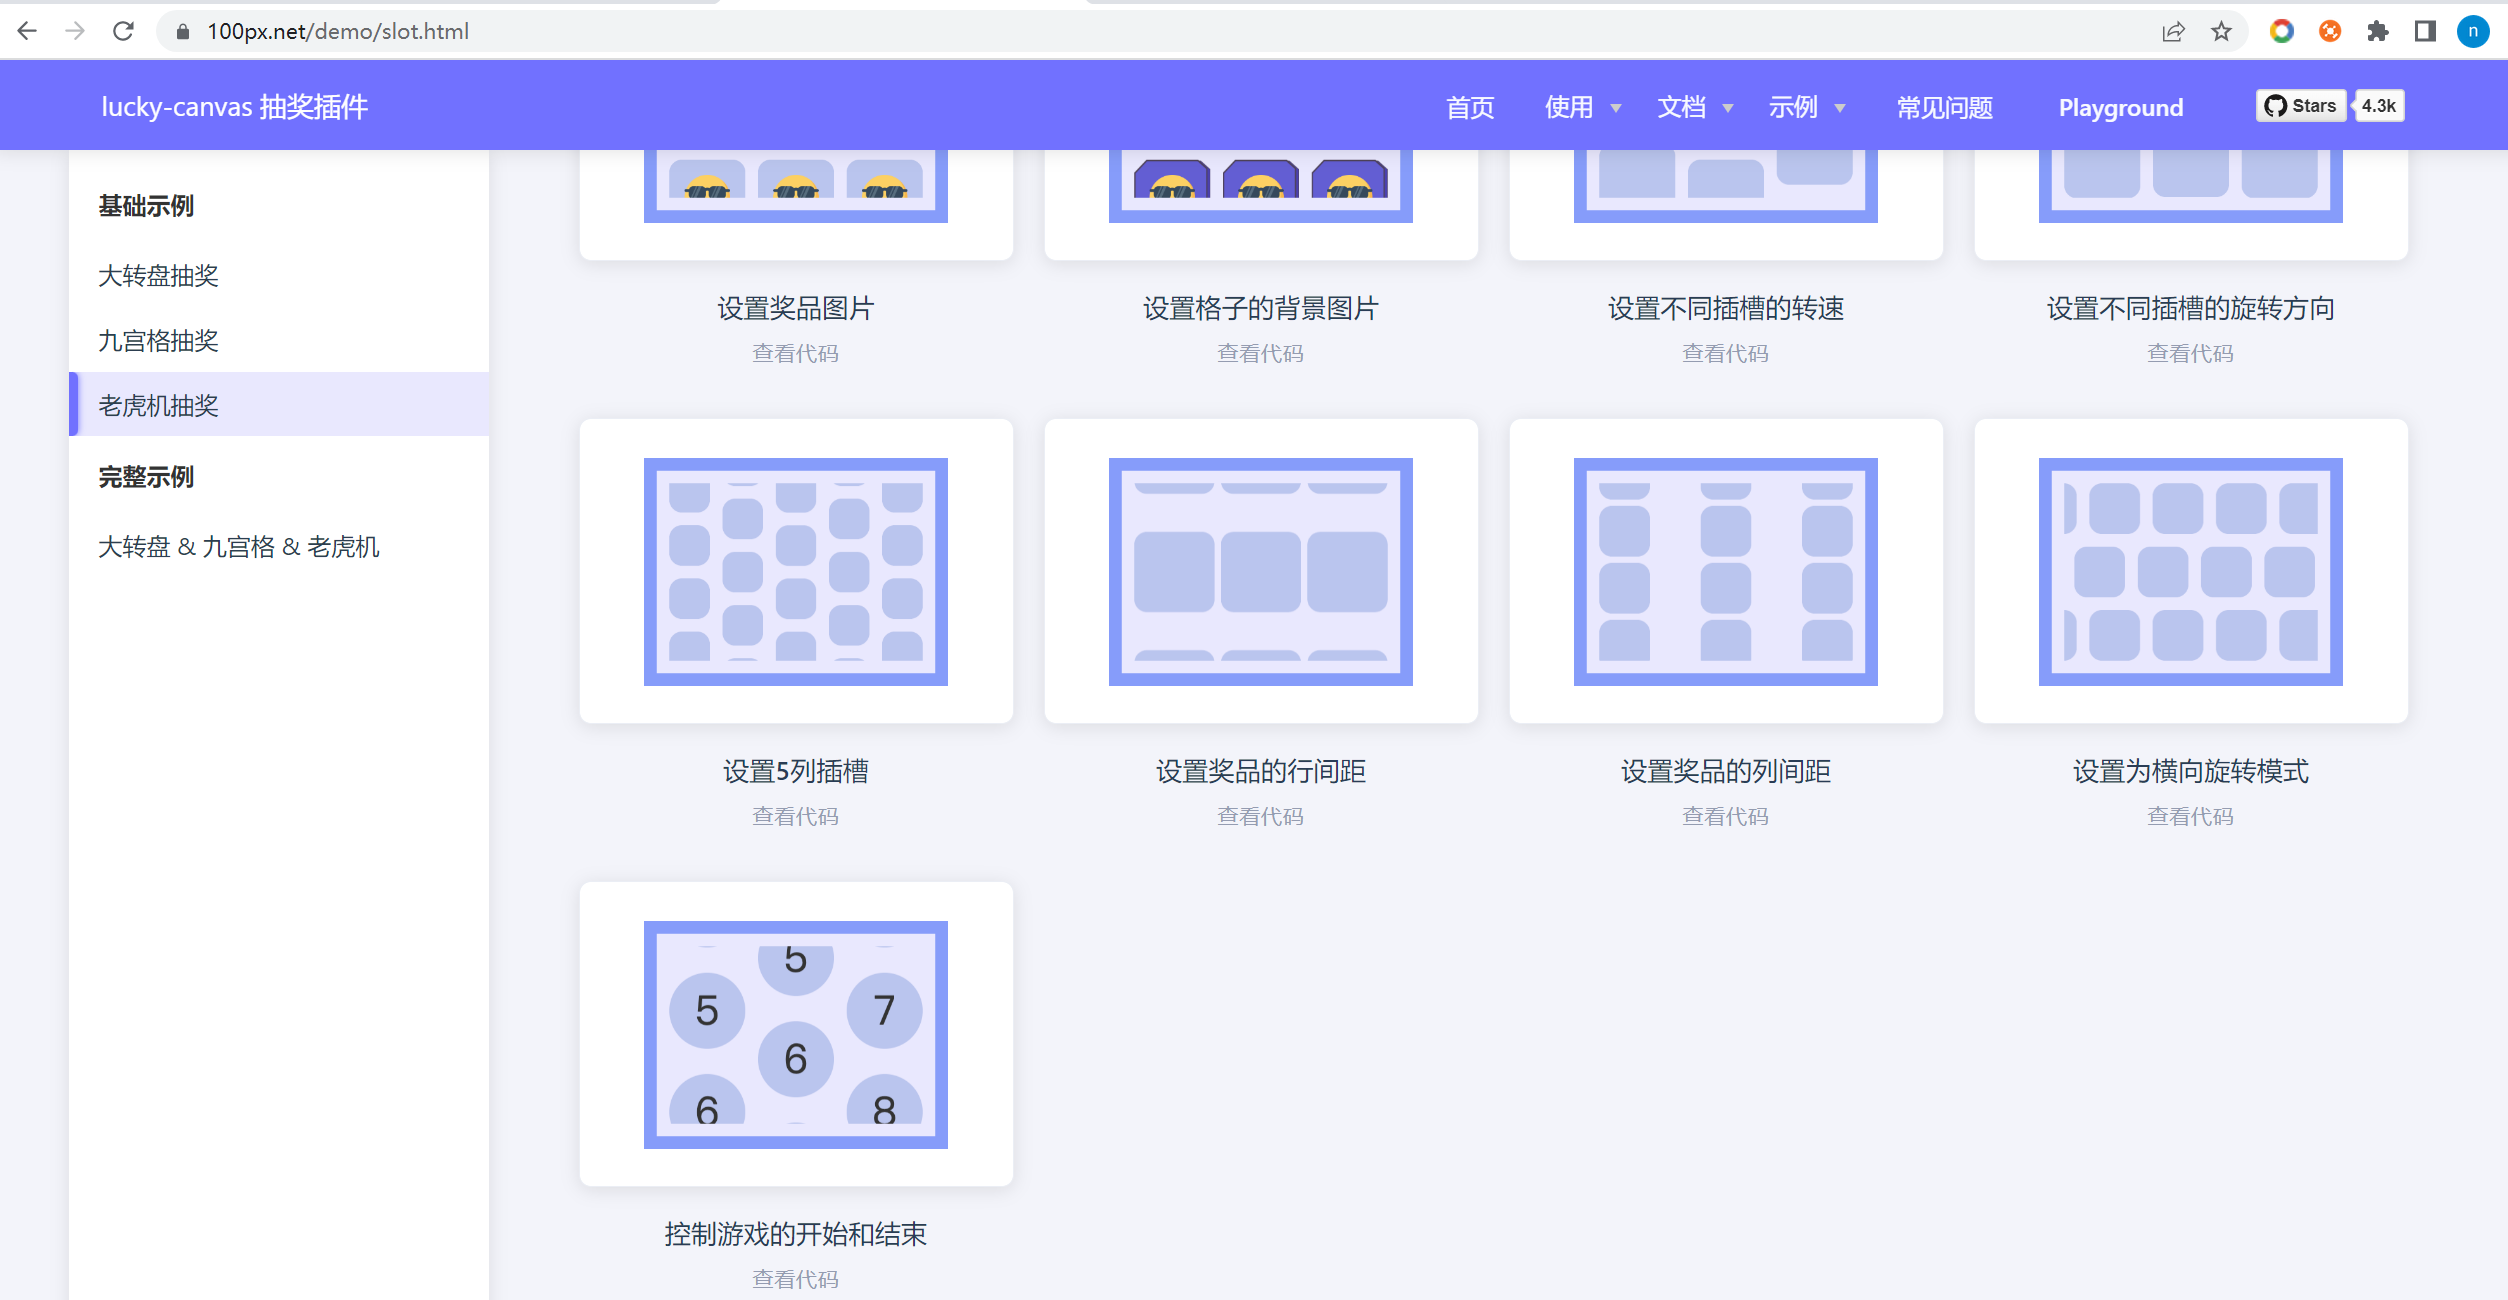 100px.net/demo/slot.html
n
lucky-canvas 抽奖插件
首页
使用
文档
示例
常见问题
Playground
Stars
4.3k
基础示例
大转盘抽奖
九宫格抽奖
老虎机抽奖
完整示例
大转盘 & 九宫格 & 老虎机
设置奖品图片
查看代码
设置格子的背景图片
查看代码
设置不同插槽的转速
查看代码
设置不同插槽的旋转方向
查看代码
设置5列插槽
查看代码
设置奖品的行间距
查看代码
设置奖品的列间距
查看代码
设置为横向旋转模式
查看代码
5
5
7
6
6
8
控制游戏的开始和结束
查看代码